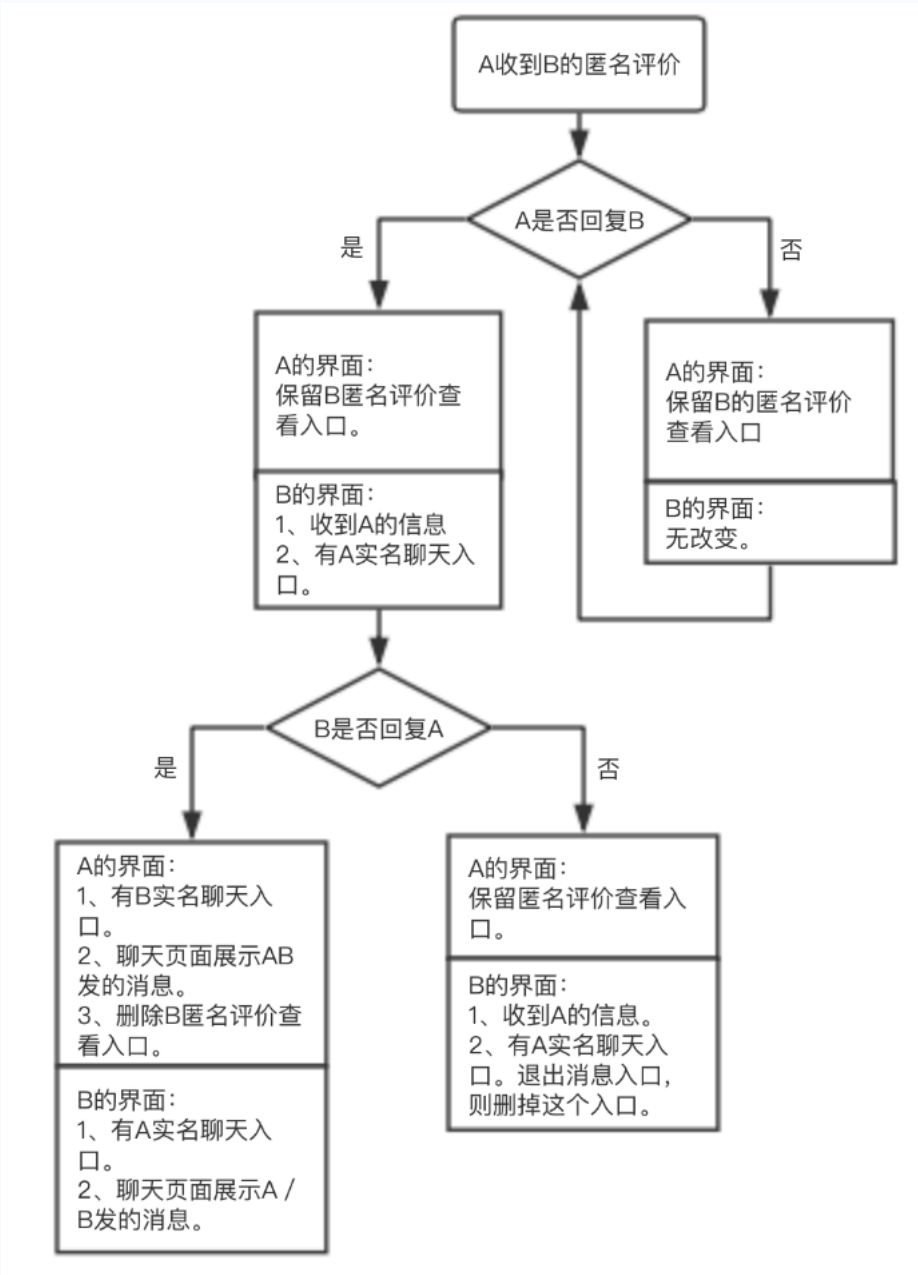 A收到B的匿名评价
A是否回复B
是
否
A的界面：
保留B匿名评价查
看入口。
B的界面：
1、收到A的信息
2、有A实名聊天入
口。
A的界面：
保留B的匿名评价
查看入口
B的界面：
无改变。
B是否回复A
是
否
A的界面：
1、有B实名聊天入
口。
2、聊天页面展示AB
发的消息。
3、删除B匿名评价查
看入口。
B的界面：
1、有A实名聊天入
口。
2、聊天页面展示A /
B发的消息。
A的界面：
保留匿名评价查看入
口。
B的界面：
1、收到A的信息。
2、有A实名聊天入
口。退出消息入口，
则删掉这个入口。